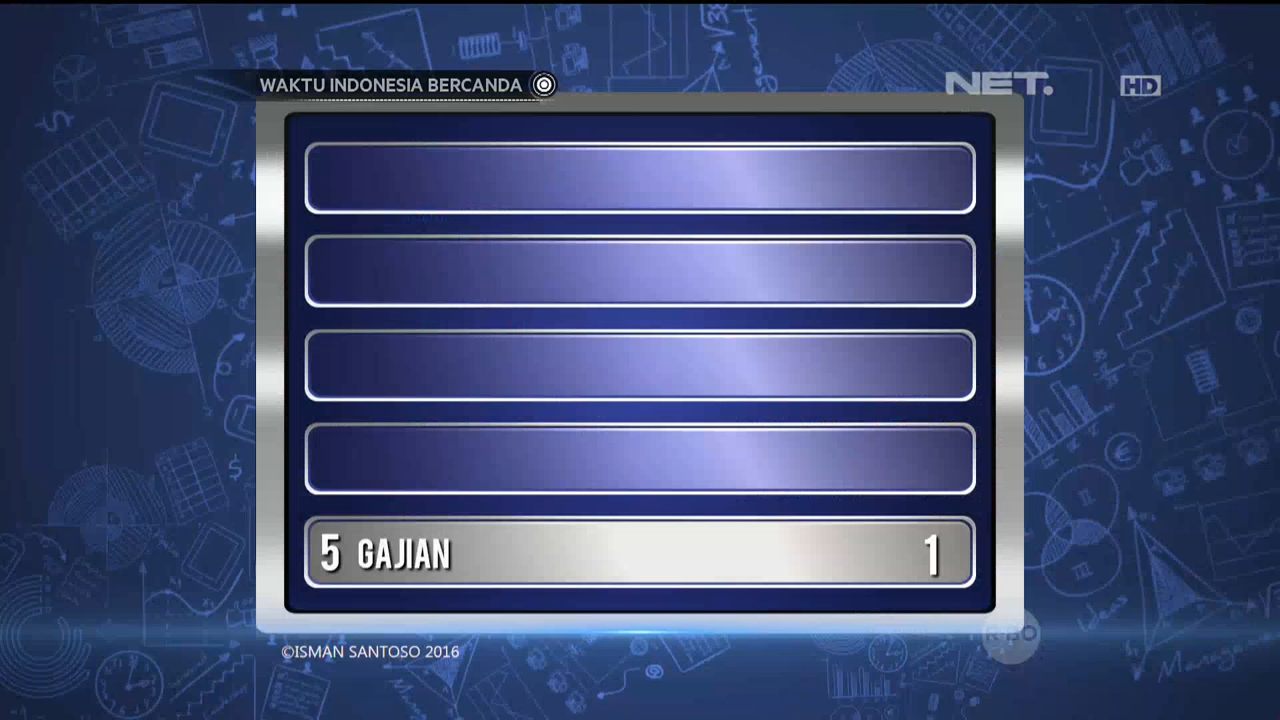 WAKTU INDONESIA BERCANDA
NET.
HD
5 GAJIAN 1
©ISMAN SANTOSO 2016